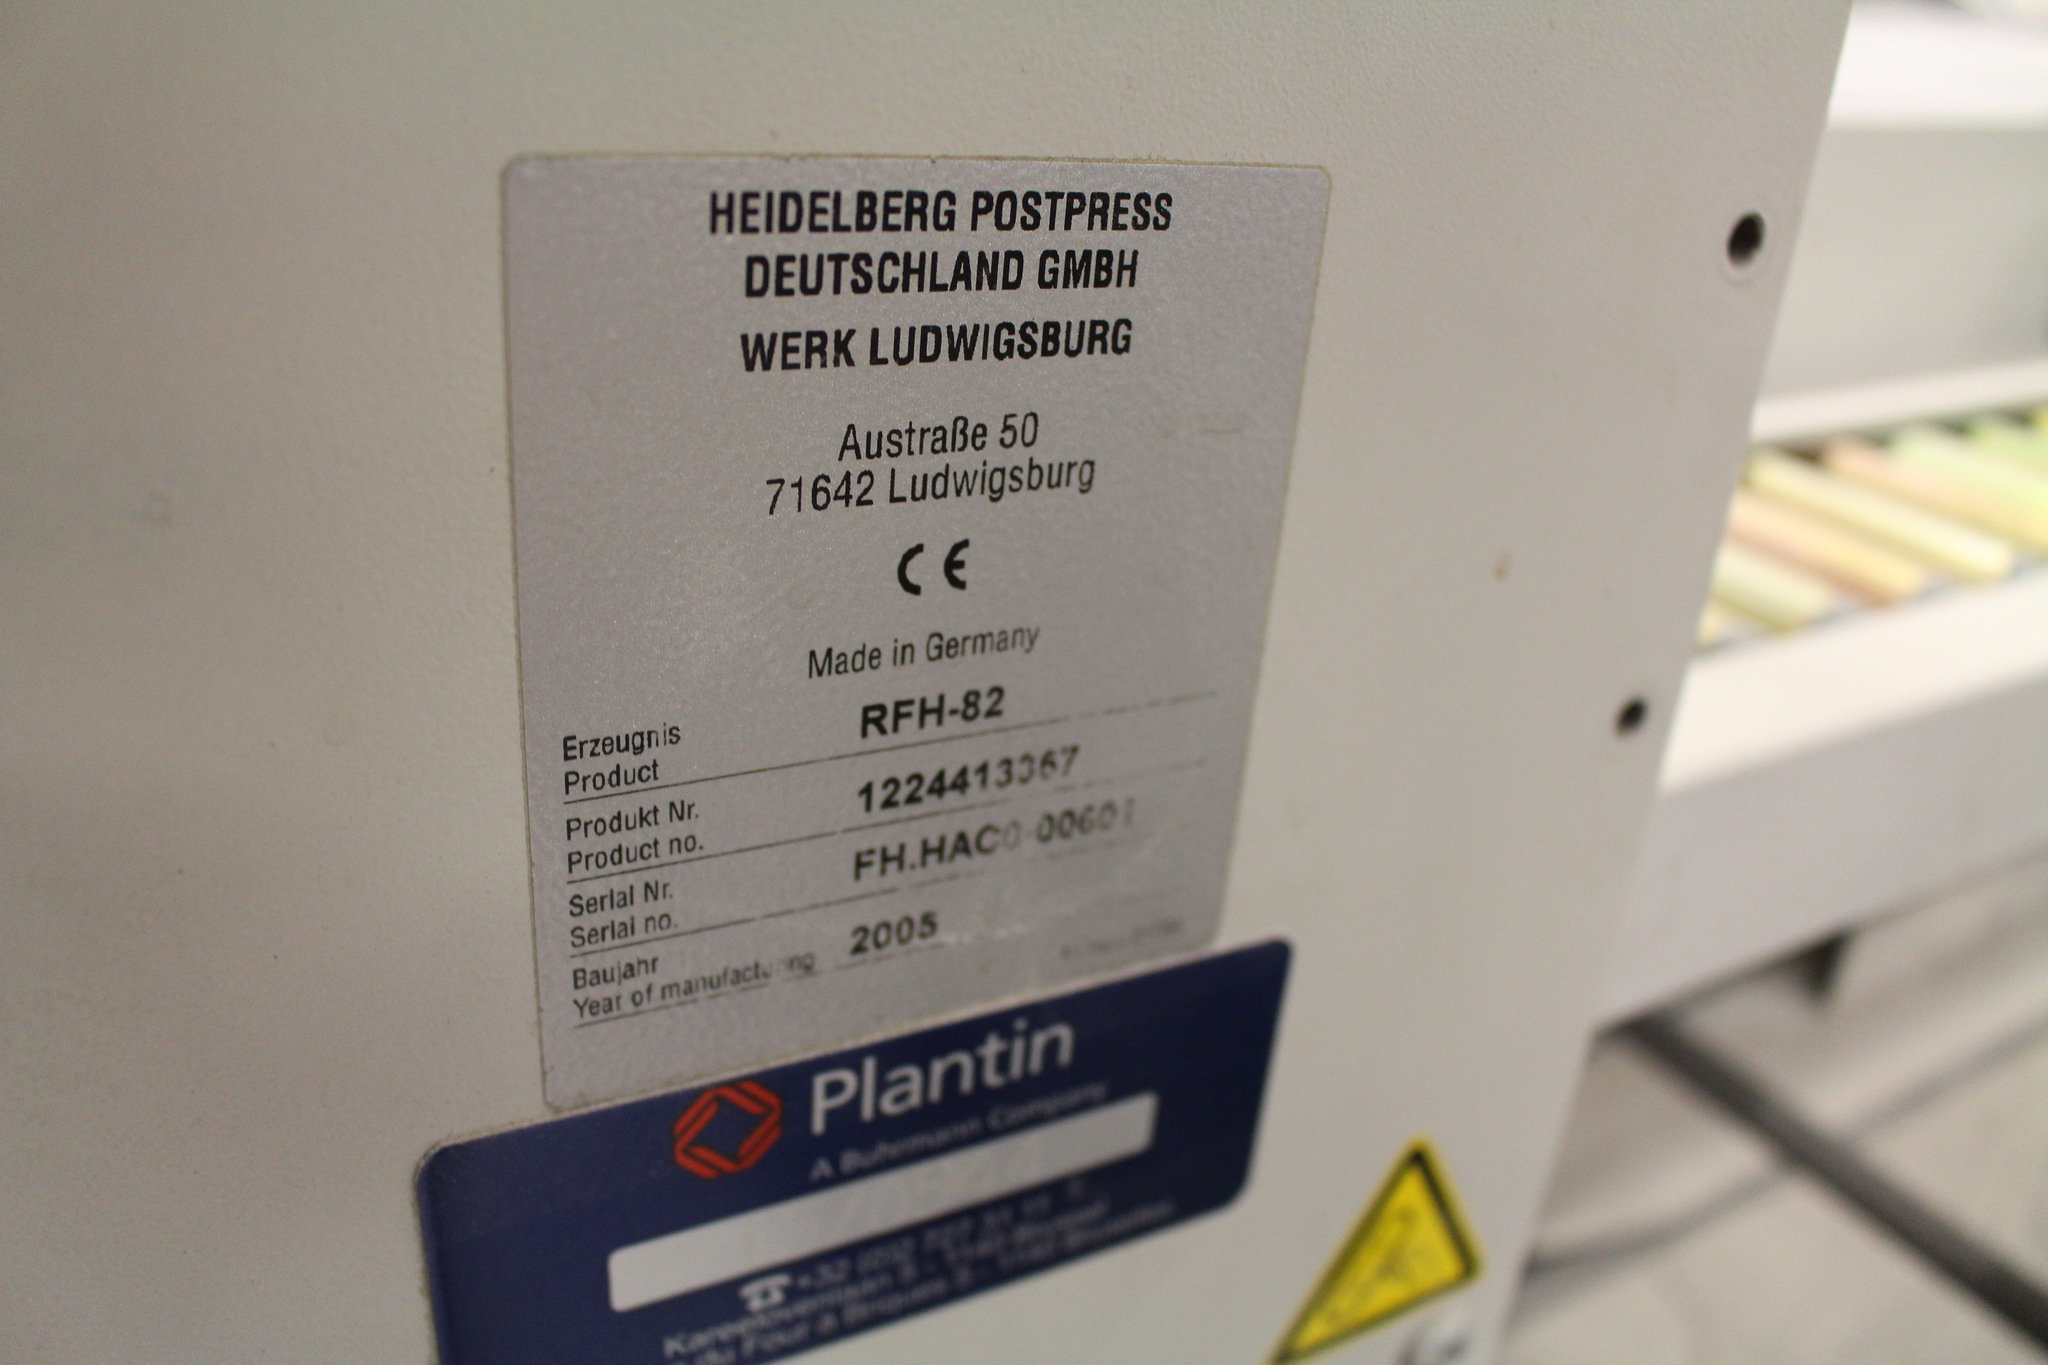 HEIDELBERG POSTPRESS
DEUTSCHLAND GMBH
WERK LUDWIGSBURG
Austraße 50
71642 Ludwigsburg
CE
Made in Germany
Erzeugnis
Product
RFH-82
Produkt Nr.
Product no.
1224413367
Serial Nr.
Serial no.
Baujahr
Year of manufacturing
2005
Plantin
A Buhrmann Company